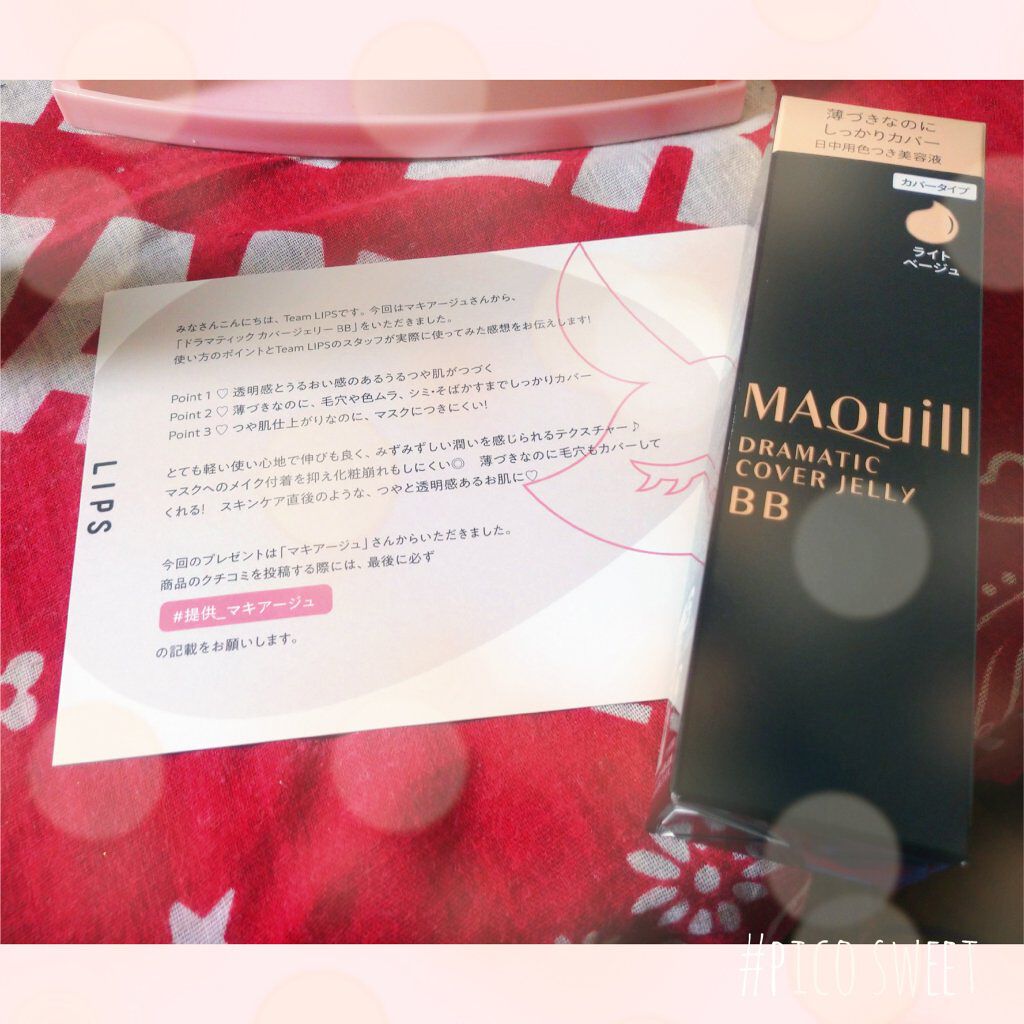 みなさんこんにちは、Team LIPSです。今回はマキアージュさんから、
「ドラマティック カバージェリー BB」をいただきました。
使い方のポイントとTeam LIPSのスタッフが実際に使ってみた感想をお伝えします!
Point 1 ♡ 透明感とうるおい感のあるうるつや肌がつづく
Point 2 ♡ 薄づきなのに、毛穴や色ムラ、シミ・そばかすまでしっかりカバー
Point 3 ♡ つや肌仕上がりなのに、マスクにつきにくい!
とても軽い使い心地で伸びも良く、みずみずしい潤いを感じられるテクスチャー♪
マスクへのメイク付着を抑え化粧崩れもしにくい◎ 薄づきなのに毛穴もカバーして
くれる! スキンケア直後のような、つやと透明感あるお肌に♡
今回のプレゼントは「マキアージュ」さんからいただきました。
商品のクチコミを投稿する際には、最後に必ず
#提供_マキアージュ
の記載をお願いします。
LIPS
薄づきなのに
しっかりカバー
日中用色つき美容液
カバータイプ
ライト
ベージュ
MAQuill
DRAMATIC
COVER JELLY
BB
#PICO SWEET